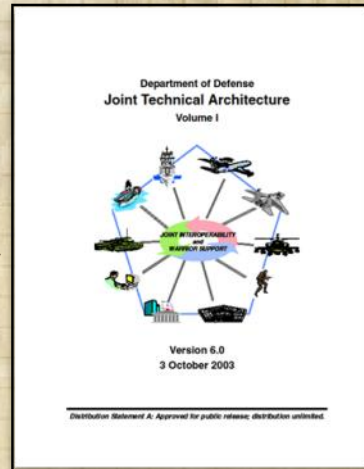 Department of Defense
Joint Technical Architecture
Volume I
JOINT INTEROPERABILITY
and
WARRIOR SUPPORT
Version 6.0
3 October 2003
Distribution Statement A: Approved for public release; distribution unlimited.